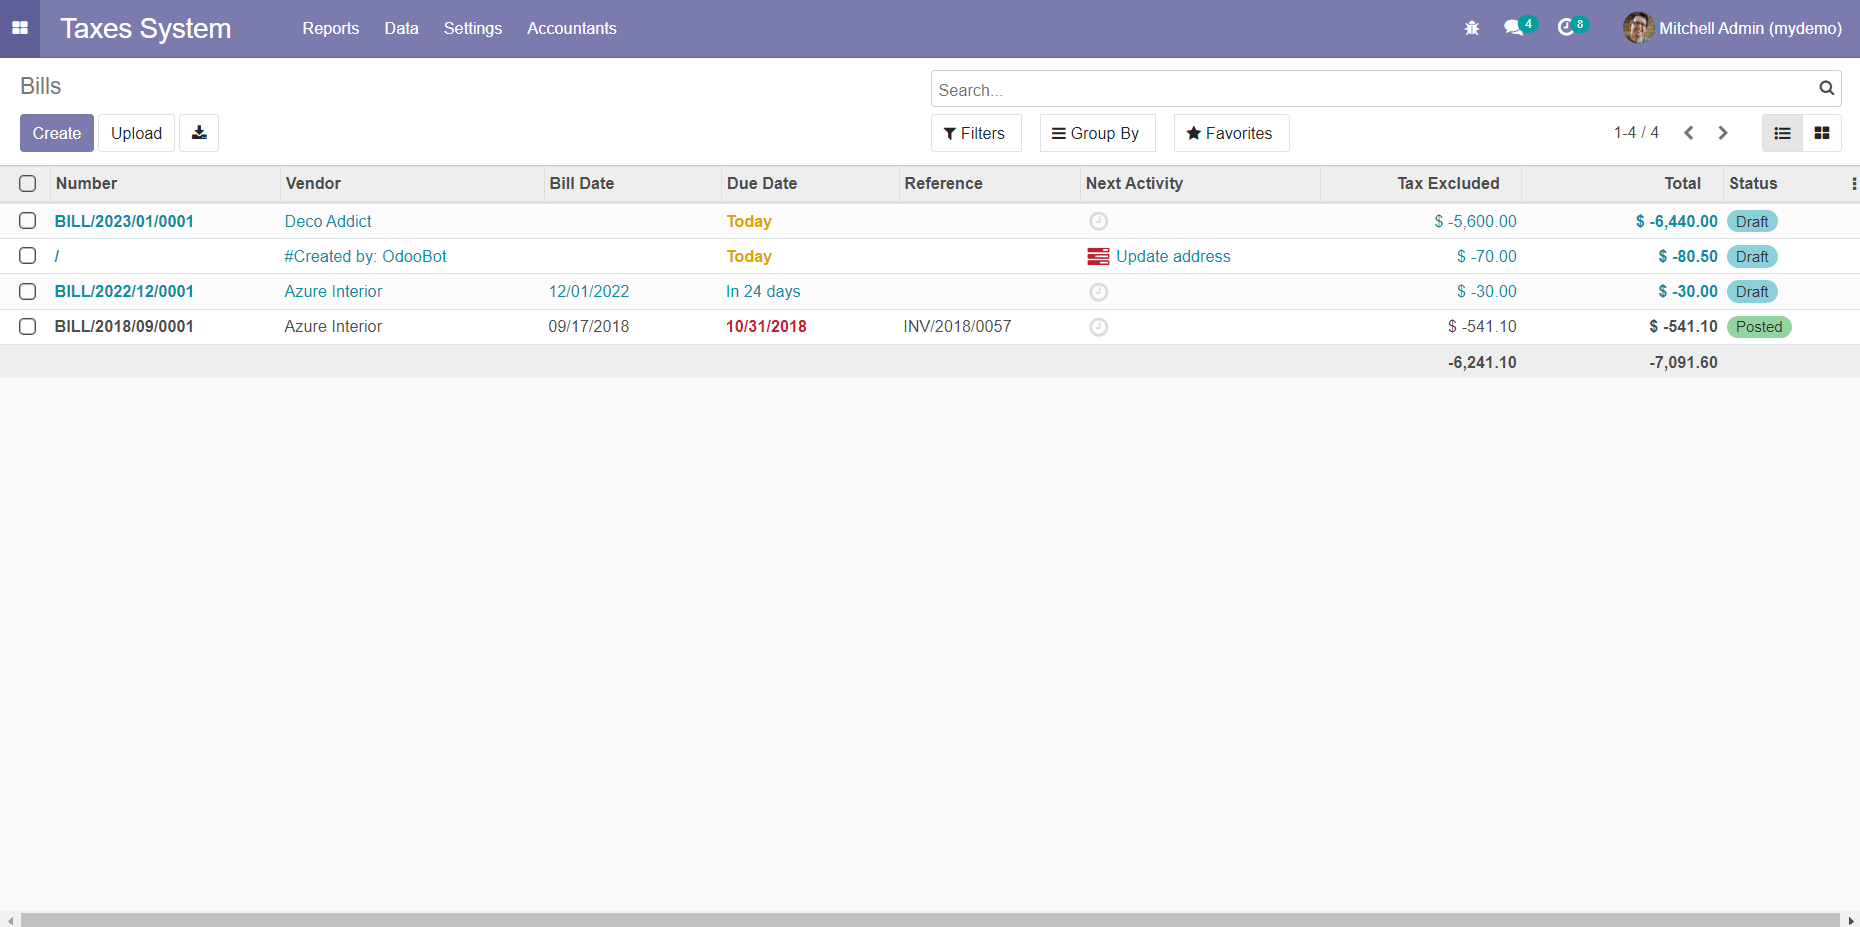 Taxes System Reports Data Settings Accountants 4 8 Mitchell Admin (mydemo)
Bills Search...
Create Upload Filters Group By Favorites 1-4 / 4
Number Vendor Bill Date Due Date Reference Next Activity Tax Excluded Total Status
BILL/2023/01/0001 Deco Addict Today $ -5,600.00 $ -6,440.00 Draft
/ #Created by: OdooBot Today Update address $ -70.00 $ -80.50 Draft
BILL/2022/12/0001 Azure Interior 12/01/2022 In 24 days $ -30.00 $ -30.00 Draft
BILL/2018/09/0001 Azure Interior 09/17/2018 10/31/2018 INV/2018/0057 $ -541.10 $ -541.10 Posted
-6,241.10 -7,091.60